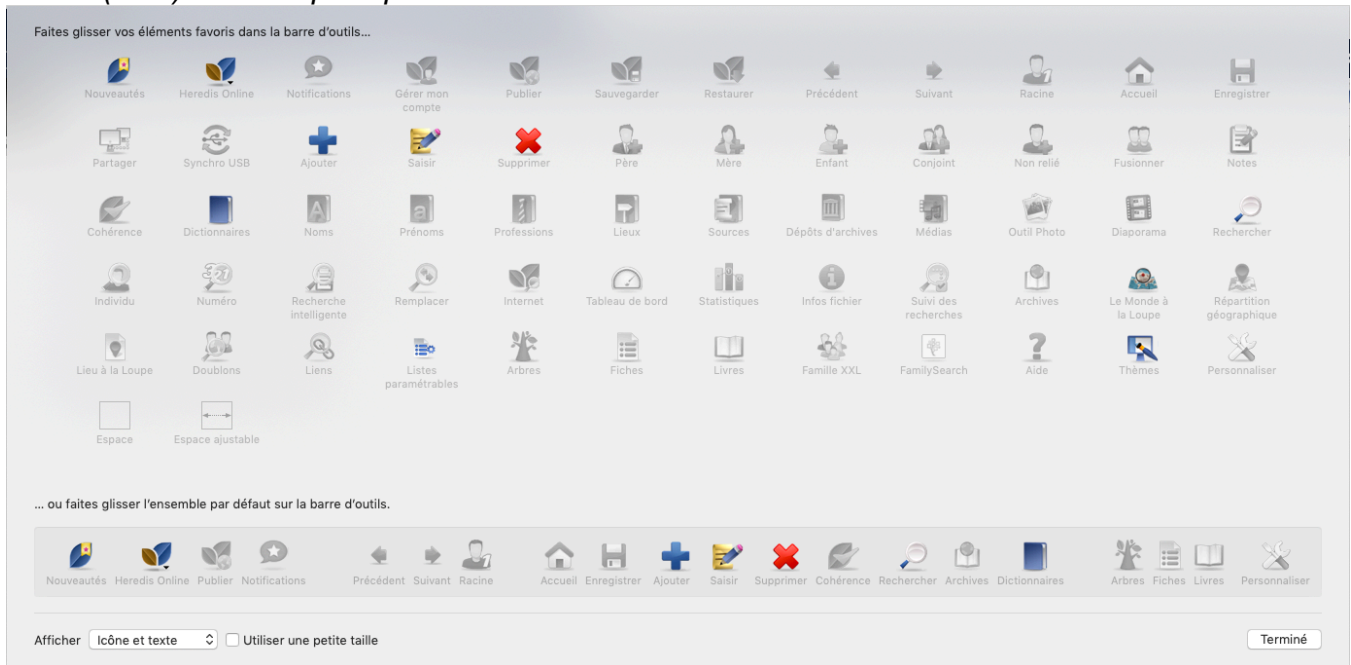 Faites glisser vos éléments favoris dans la barre d'outils...
Nouveautés Heredis Online Notifications Gérer mon compte Publier Sauvegarder Restaurer Précédent Suivant Racine Accueil Enregistrer
Partager Synchro USB Ajouter Saisir Supprimer Père Mère Enfant Conjoint Non relié Fusionner Notes
Cohérence Dictionnaires Noms Prénoms Professions Lieux Sources Dépôts d'archives Médias Outil Photo Diaporama Rechercher
Individu Numéro Recherche intelligente Remplacer Internet Tableau de bord Statistiques Infos fichier Suivi des recherches Archives Le Monde à la Loupe Répartition géographique
Lieu à la Loupe Doublons Liens Listes paramétrables Arbres Fiches Livres Famille XXL FamilySearch Aide Thèmes Personnaliser
Espace Espace ajustable
... ou faites glisser l'ensemble par défaut sur la barre d'outils.
Nouveautés Heredis Online Publier Notifications Précédent Suivant Racine Accueil Enregistrer Ajouter Saisir Supprimer Cohérence Rechercher Archives Dictionnaires Arbres Fiches Livres Personnaliser
Afficher Icône et texte Utiliser une petite taille Terminé